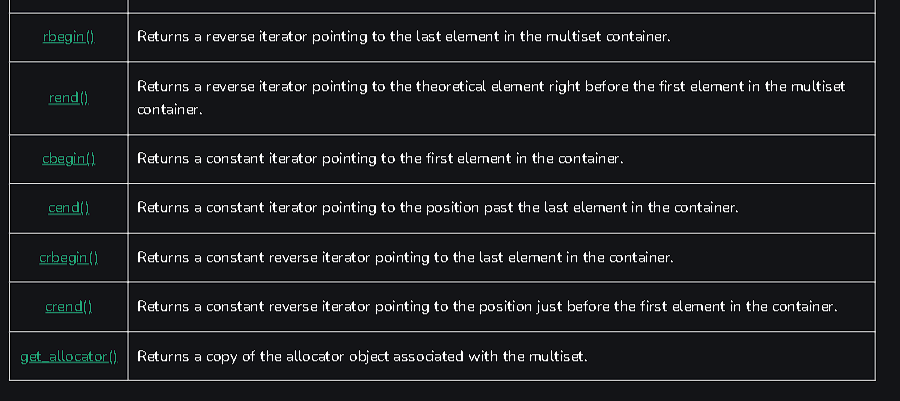 rbegin() Returns a reverse iterator pointing to the last element in the multiset container.
rend() Returns a reverse iterator pointing to the theoretical element right before the first element in the multiset
container.
cbegin() Returns a constant iterator pointing to the first element in the container.
cend() Returns a constant iterator pointing to the position past the last element in the container.
crbegin() Returns a constant reverse iterator pointing to the last element in the container.
crend() Returns a constant reverse iterator pointing to the position just before the first element in the container.
get_allocator() Returns a copy of the allocator object associated with the multiset.